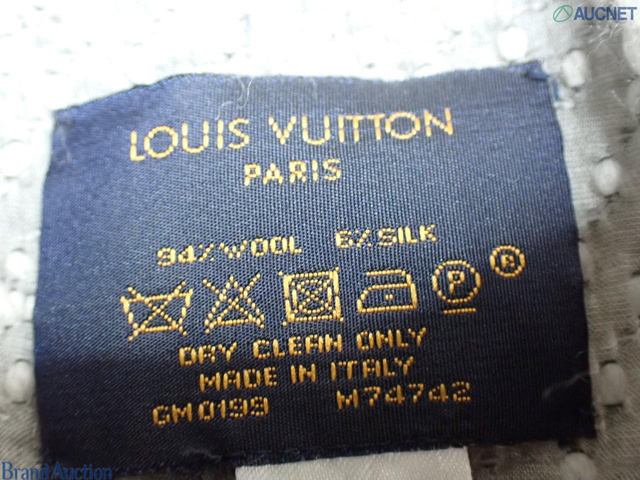 AUCNET
LOUIS VUITTON
PARIS
94% WOOL 6% SILK
P ®
DRY CLEAN ONLY
MADE IN ITALY
GM0199 M74742
Brand Auction